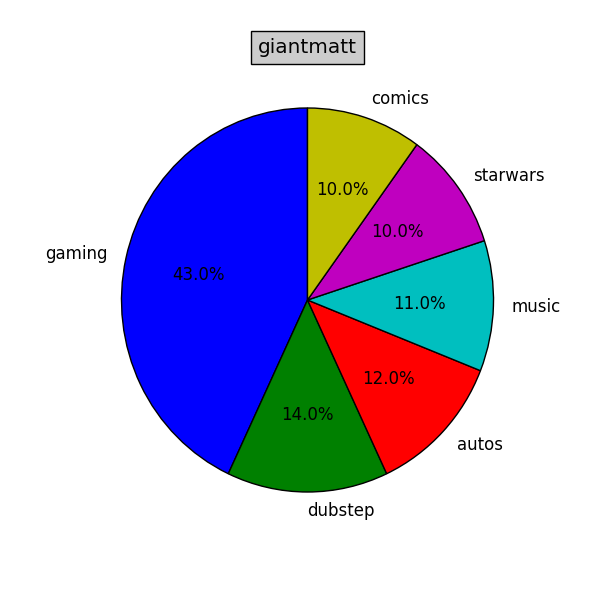 giantmatt
comics
10.0%
starwars
10.0%
gaming
43.0%
music
11.0%
autos
12.0%
dubstep
14.0%